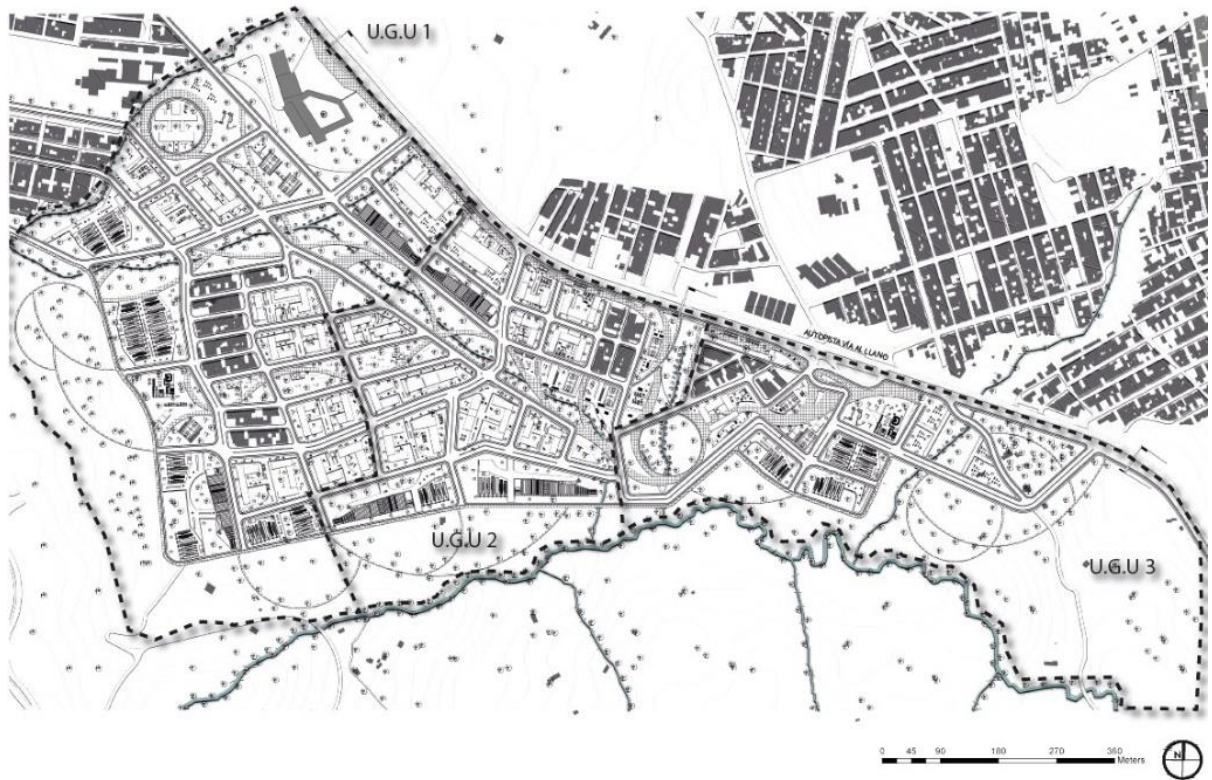 U.G.U 1
AUTOPISTA VÍA AL LLANO
U.G.U 2
U.G.U 3
0 45 90 180 270 360
Meters
N